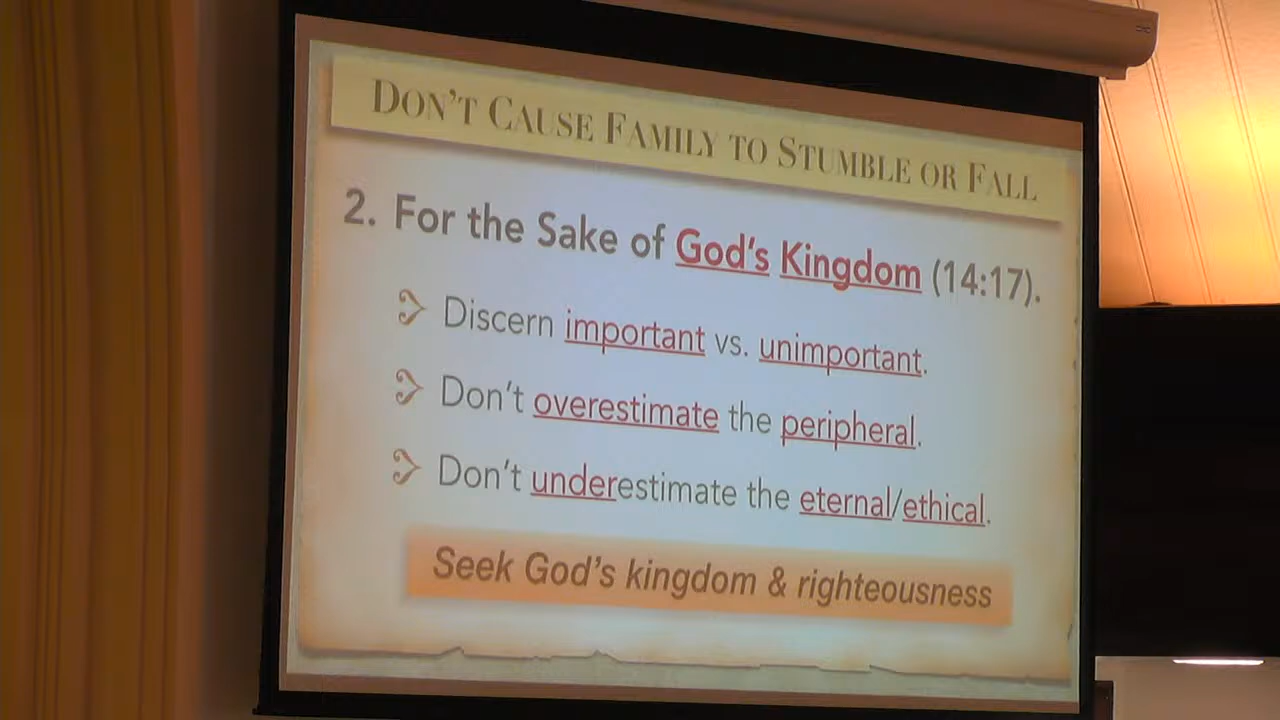 DON'T CAUSE FAMILY TO STUMBLE OR FALL
2. For the Sake of God's Kingdom (14:17).
Discern important vs. unimportant.
Don't overestimate the peripheral.
Don't underestimate the eternal/ethical.
Seek God's kingdom & righteousness